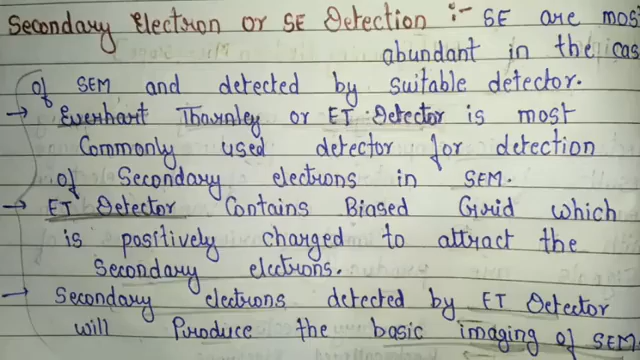 Secondary Electron or SE Detection :- SE are most
abundant in the cas
of SEM and detected by suitable detector.
→ Everhart Thornley or ET Detector is most
Commonly used detector for detection
of Secondary electrons in SEM.
→ ET Detector Contains Biased Grid which
is positively charged to attract the
Secondary electrons.
→ Secondary electrons detected by ET Detector
will Produce the basic imaging of SEM.